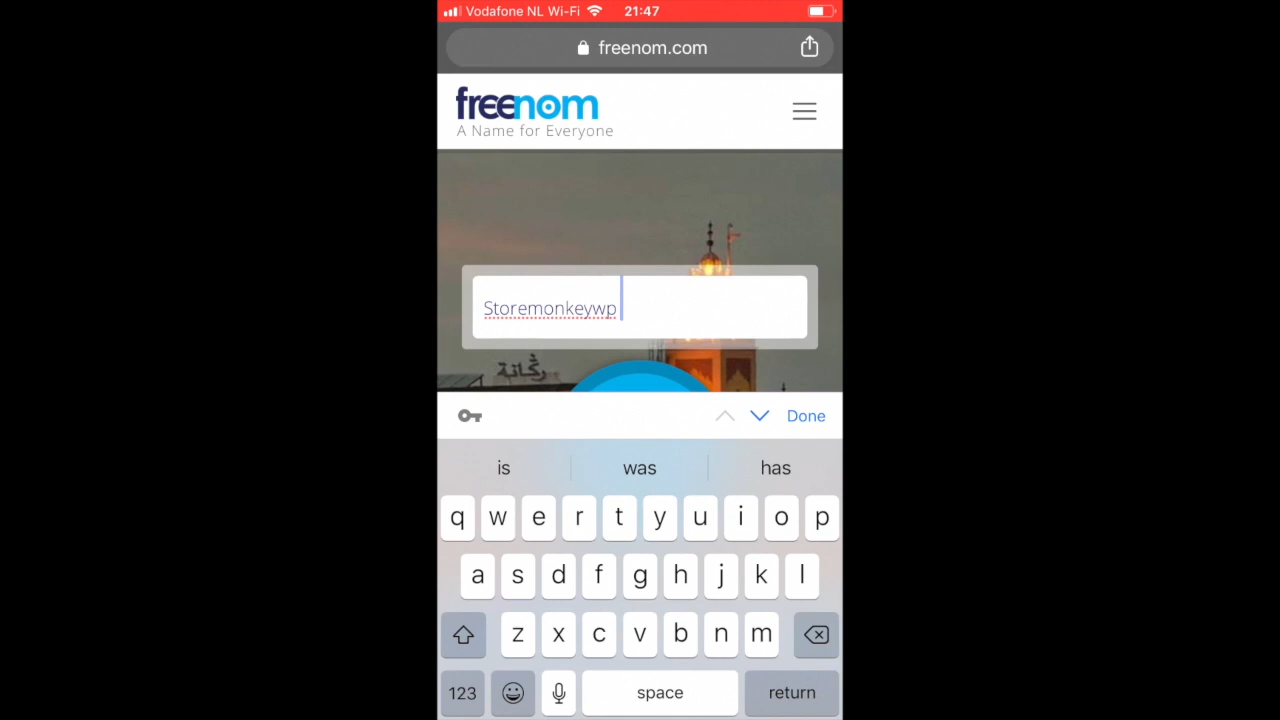 Vodafone NL Wi-Fi 21:47
freenom.com
freenom
A Name for Everyone
Storemonkeywp
رݣانة
Done
is was has
q w e r t y u i o p
a s d f g h j k l
z x c v b n m
123 space return